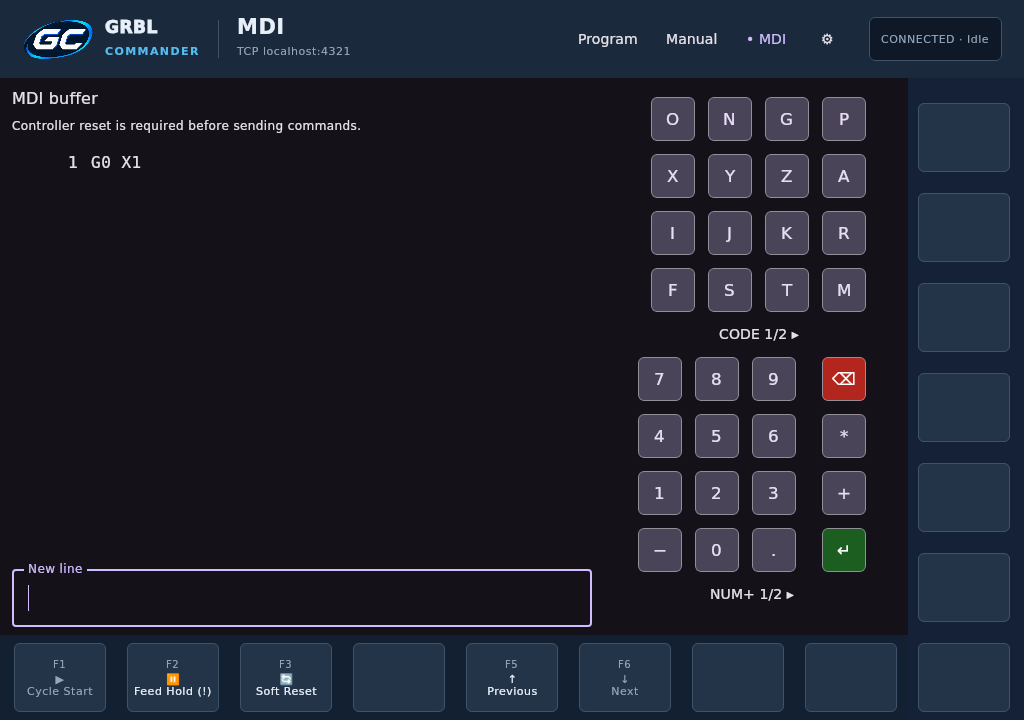 GC
GRBL
COMMANDER
MDI
TCP localhost:4321
Program Manual • MDI ⚙
CONNECTED · Idle
MDI buffer
Controller reset is required before sending commands.
1 G0 X1
O N G P
X Y Z A
I J K R
F S T M
CODE 1/2 ▸
7 8 9 ⌫
4 5 6 *
1 2 3 +
− 0 . ↵
NUM+ 1/2 ▸
New line
F1
▶
Cycle Start
F2
⏸
Feed Hold (!)
F3
🔄
Soft Reset
F5
↑
Previous
F6
↓
Next